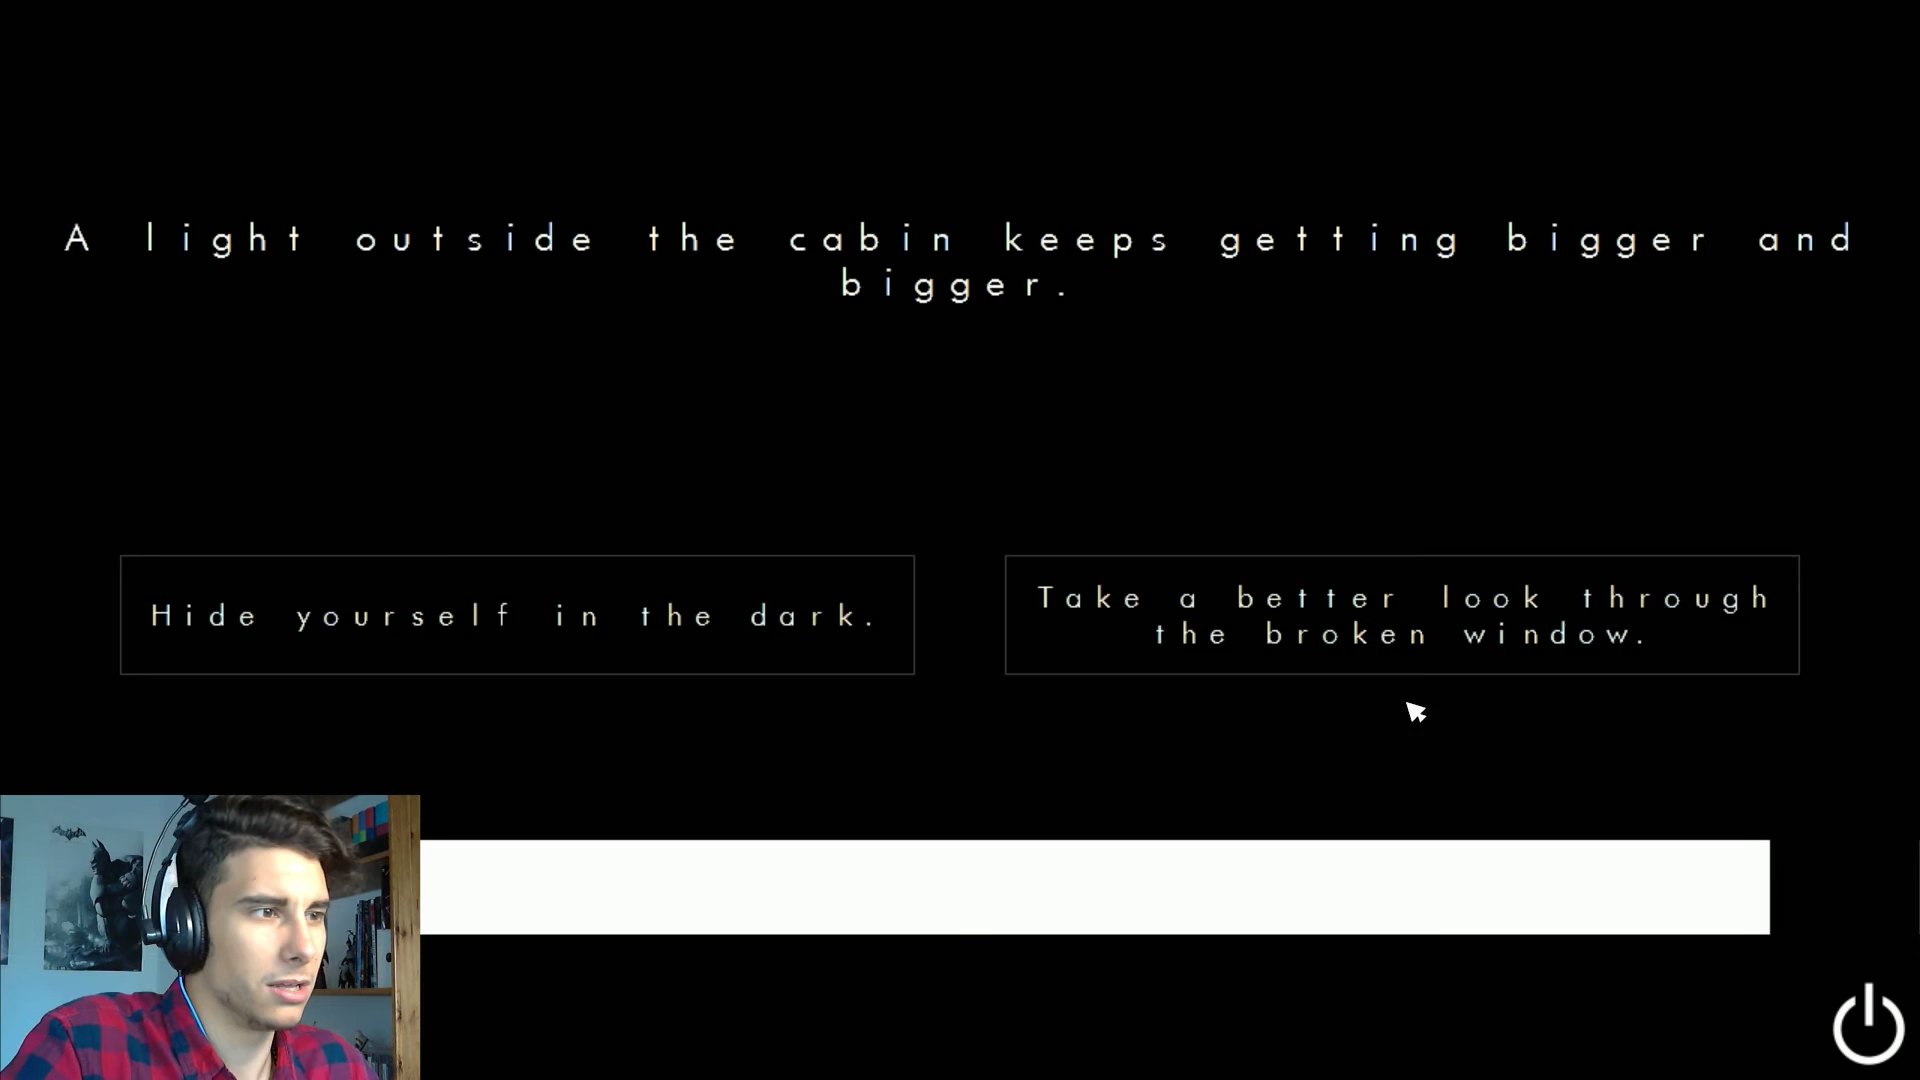 A light outside the cabin keeps getting bigger and
bigger.
Hide yourself in the dark.
Take a better look through
the broken window.